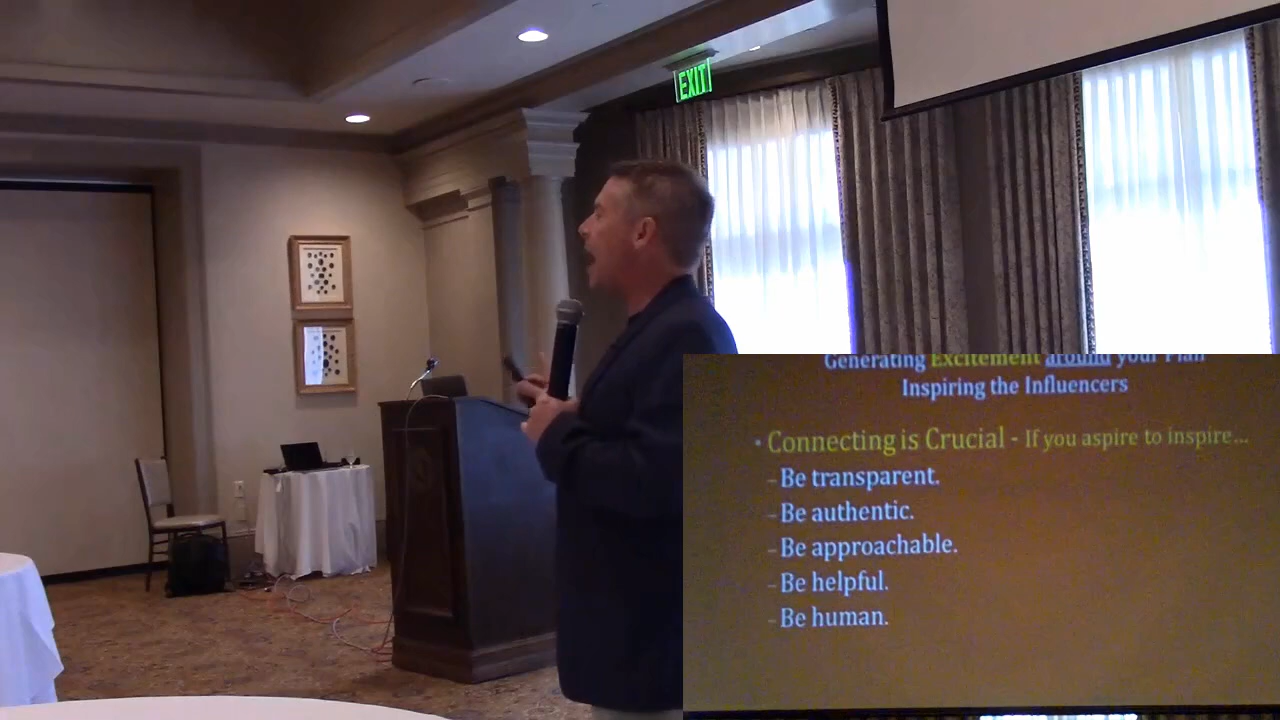 EXIT
Generating Excitement around your Plan
Inspiring the Influencers
• Connecting is Crucial - If you aspire to inspire...
– Be transparent.
– Be authentic.
– Be approachable.
– Be helpful.
– Be human.